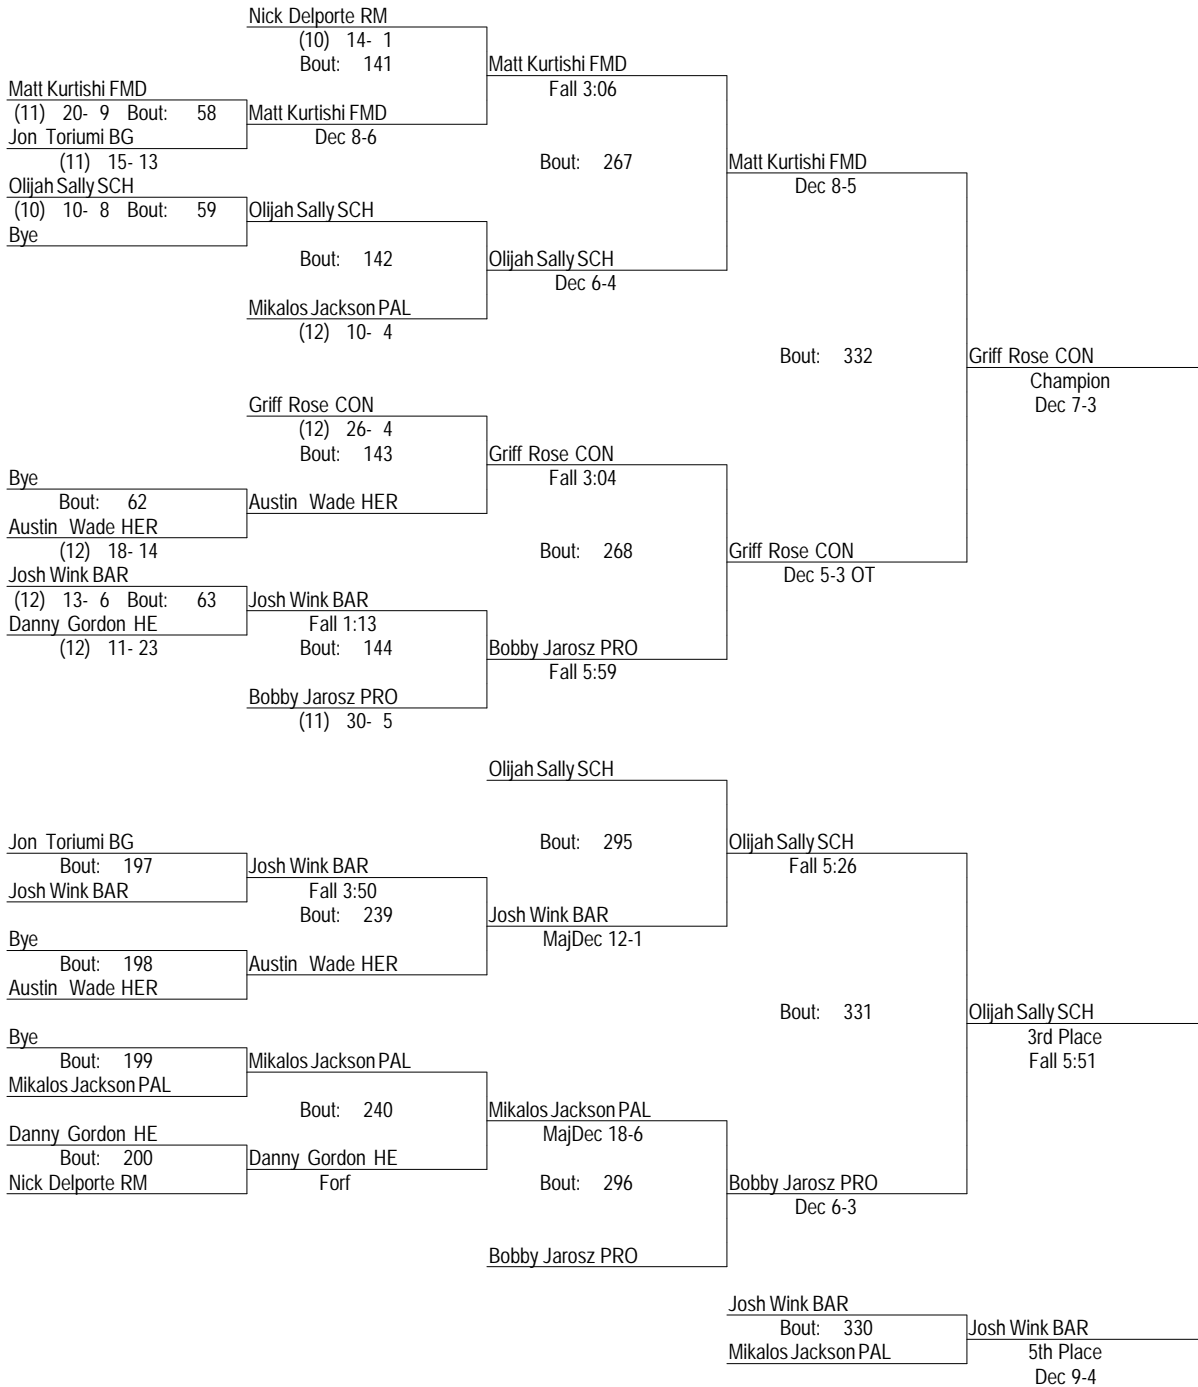 Nick Delporte RM
(10) 14- 1
Bout: 141
Matt Kurtishi FMD
Fall 3:06
Matt Kurtishi FMD
(11) 20- 9 Bout: 58
Matt Kurtishi FMD
Dec 8-6
Jon Toriumi BG
(11) 15- 13
Bout: 267
Matt Kurtishi FMD
Dec 8-5
Olijah Sally SCH
(10) 10- 8 Bout: 59
Olijah Sally SCH
Bye
Bout: 142
Olijah Sally SCH
Dec 6-4
Mikalos Jackson PAL
(12) 10- 4
Bout: 332
Griff Rose CON
Champion
Dec 7-3
Griff Rose CON
(12) 26- 4
Bout: 143
Griff Rose CON
Fall 3:04
Bye
Bout: 62
Austin Wade HER
Austin Wade HER
(12) 18- 14
Bout: 268
Griff Rose CON
Dec 5-3 OT
Josh Wink BAR
(12) 13- 6 Bout: 63
Josh Wink BAR
Fall 1:13
Danny Gordon HE
(12) 11- 23
Bout: 144
Bobby Jarosz PRO
Fall 5:59
Bobby Jarosz PRO
(11) 30- 5
Olijah Sally SCH
Jon Toriumi BG
Bout: 295
Olijah Sally SCH
Fall 5:26
Bout: 197
Josh Wink BAR
Fall 3:50
Josh Wink BAR
Bout: 239
Josh Wink BAR
MajDec 12-1
Bye
Bout: 198
Austin Wade HER
Austin Wade HER
Bout: 331
Olijah Sally SCH
3rd Place
Fall 5:51
Bye
Bout: 199
Mikalos Jackson PAL
Mikalos Jackson PAL
Bout: 240
Mikalos Jackson PAL
MajDec 18-6
Danny Gordon HE
Bout: 200
Danny Gordon HE
Forf
Nick Delporte RM
Bout: 296
Bobby Jarosz PRO
Dec 6-3
Bobby Jarosz PRO
Josh Wink BAR
Bout: 330
Josh Wink BAR
5th Place
Dec 9-4
Mikalos Jackson PAL